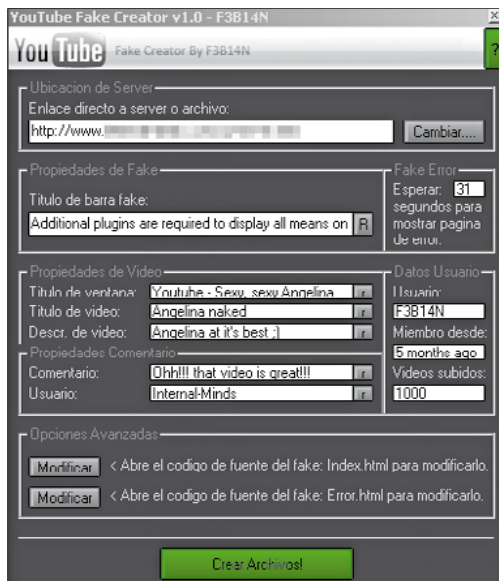 YouTube Fake Creator v1.0 - F3B14N
x
YouTube Fake Creator By F3B14N
?
Ubicacion de Server
Enlace directo a server o archivo:
http://www.
Cambiar....
Propiedades de Fake
Titulo de barra fake:
Additional plugins are required to display all means on
R
Fake Error
Esperar: 31
segundos para
mostrar pagina
de error.
Propiedades de Video
Titulo de ventana: Youtube - Sexy, sexy Angelina r
Titulo de video: Angelina naked r
Descr. de video: Angelina at it's best ;) r
Propiedades Comentario
Comentario: Ohh!!! that video is great!!! r
Usuario: Internal-Minds r
Datos Usuario
Usuario:
F3B14N
Miembro desde:
5 months ago
Videos subidos:
1000
Opciones Avanzadas
Modificar < Abre el codigo de fuente del fake: Index.html para modificarlo.
Modificar < Abre el codigo de fuente del fake: Error.html para modificarlo.
Crear Archivos!